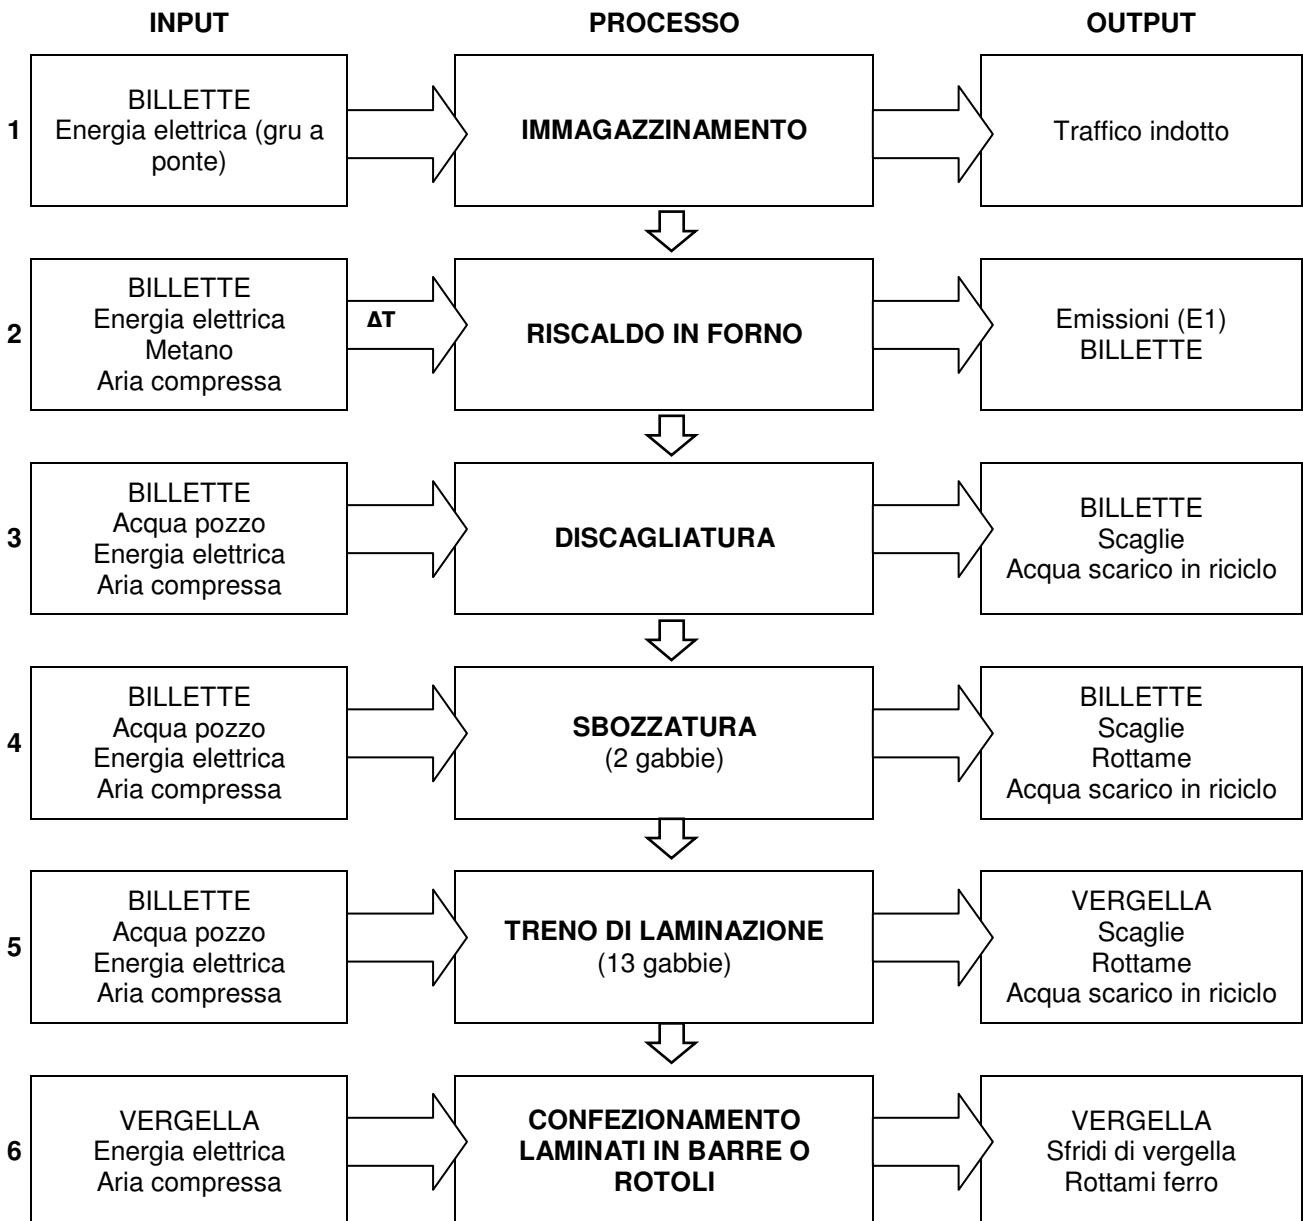 INPUT
PROCESSO
OUTPUT
1
BILLETTE
Energia elettrica (gru a
ponte)
IMMAGAZZINAMENTO
Traffico indotto
2
BILLETTE
Energia elettrica
Metano
Aria compressa
ΔT
RISCALDO IN FORNO
Emissioni (E1)
BILLETTE
3
BILLETTE
Acqua pozzo
Energia elettrica
Aria compressa
DISCAGLIATURA
BILLETTE
Scaglie
Acqua scarico in riciclo
4
BILLETTE
Acqua pozzo
Energia elettrica
Aria compressa
SBOZZATURA
(2 gabbie)
BILLETTE
Scaglie
Rottame
Acqua scarico in riciclo
5
BILLETTE
Acqua pozzo
Energia elettrica
Aria compressa
TRENO DI LAMINAZIONE
(13 gabbie)
VERGELLA
Scaglie
Rottame
Acqua scarico in riciclo
6
VERGELLA
Energia elettrica
Aria compressa
CONFEZIONAMENTO
LAMINATI IN BARRE O
ROTOLI
VERGELLA
Sfridi di vergella
Rottami ferro